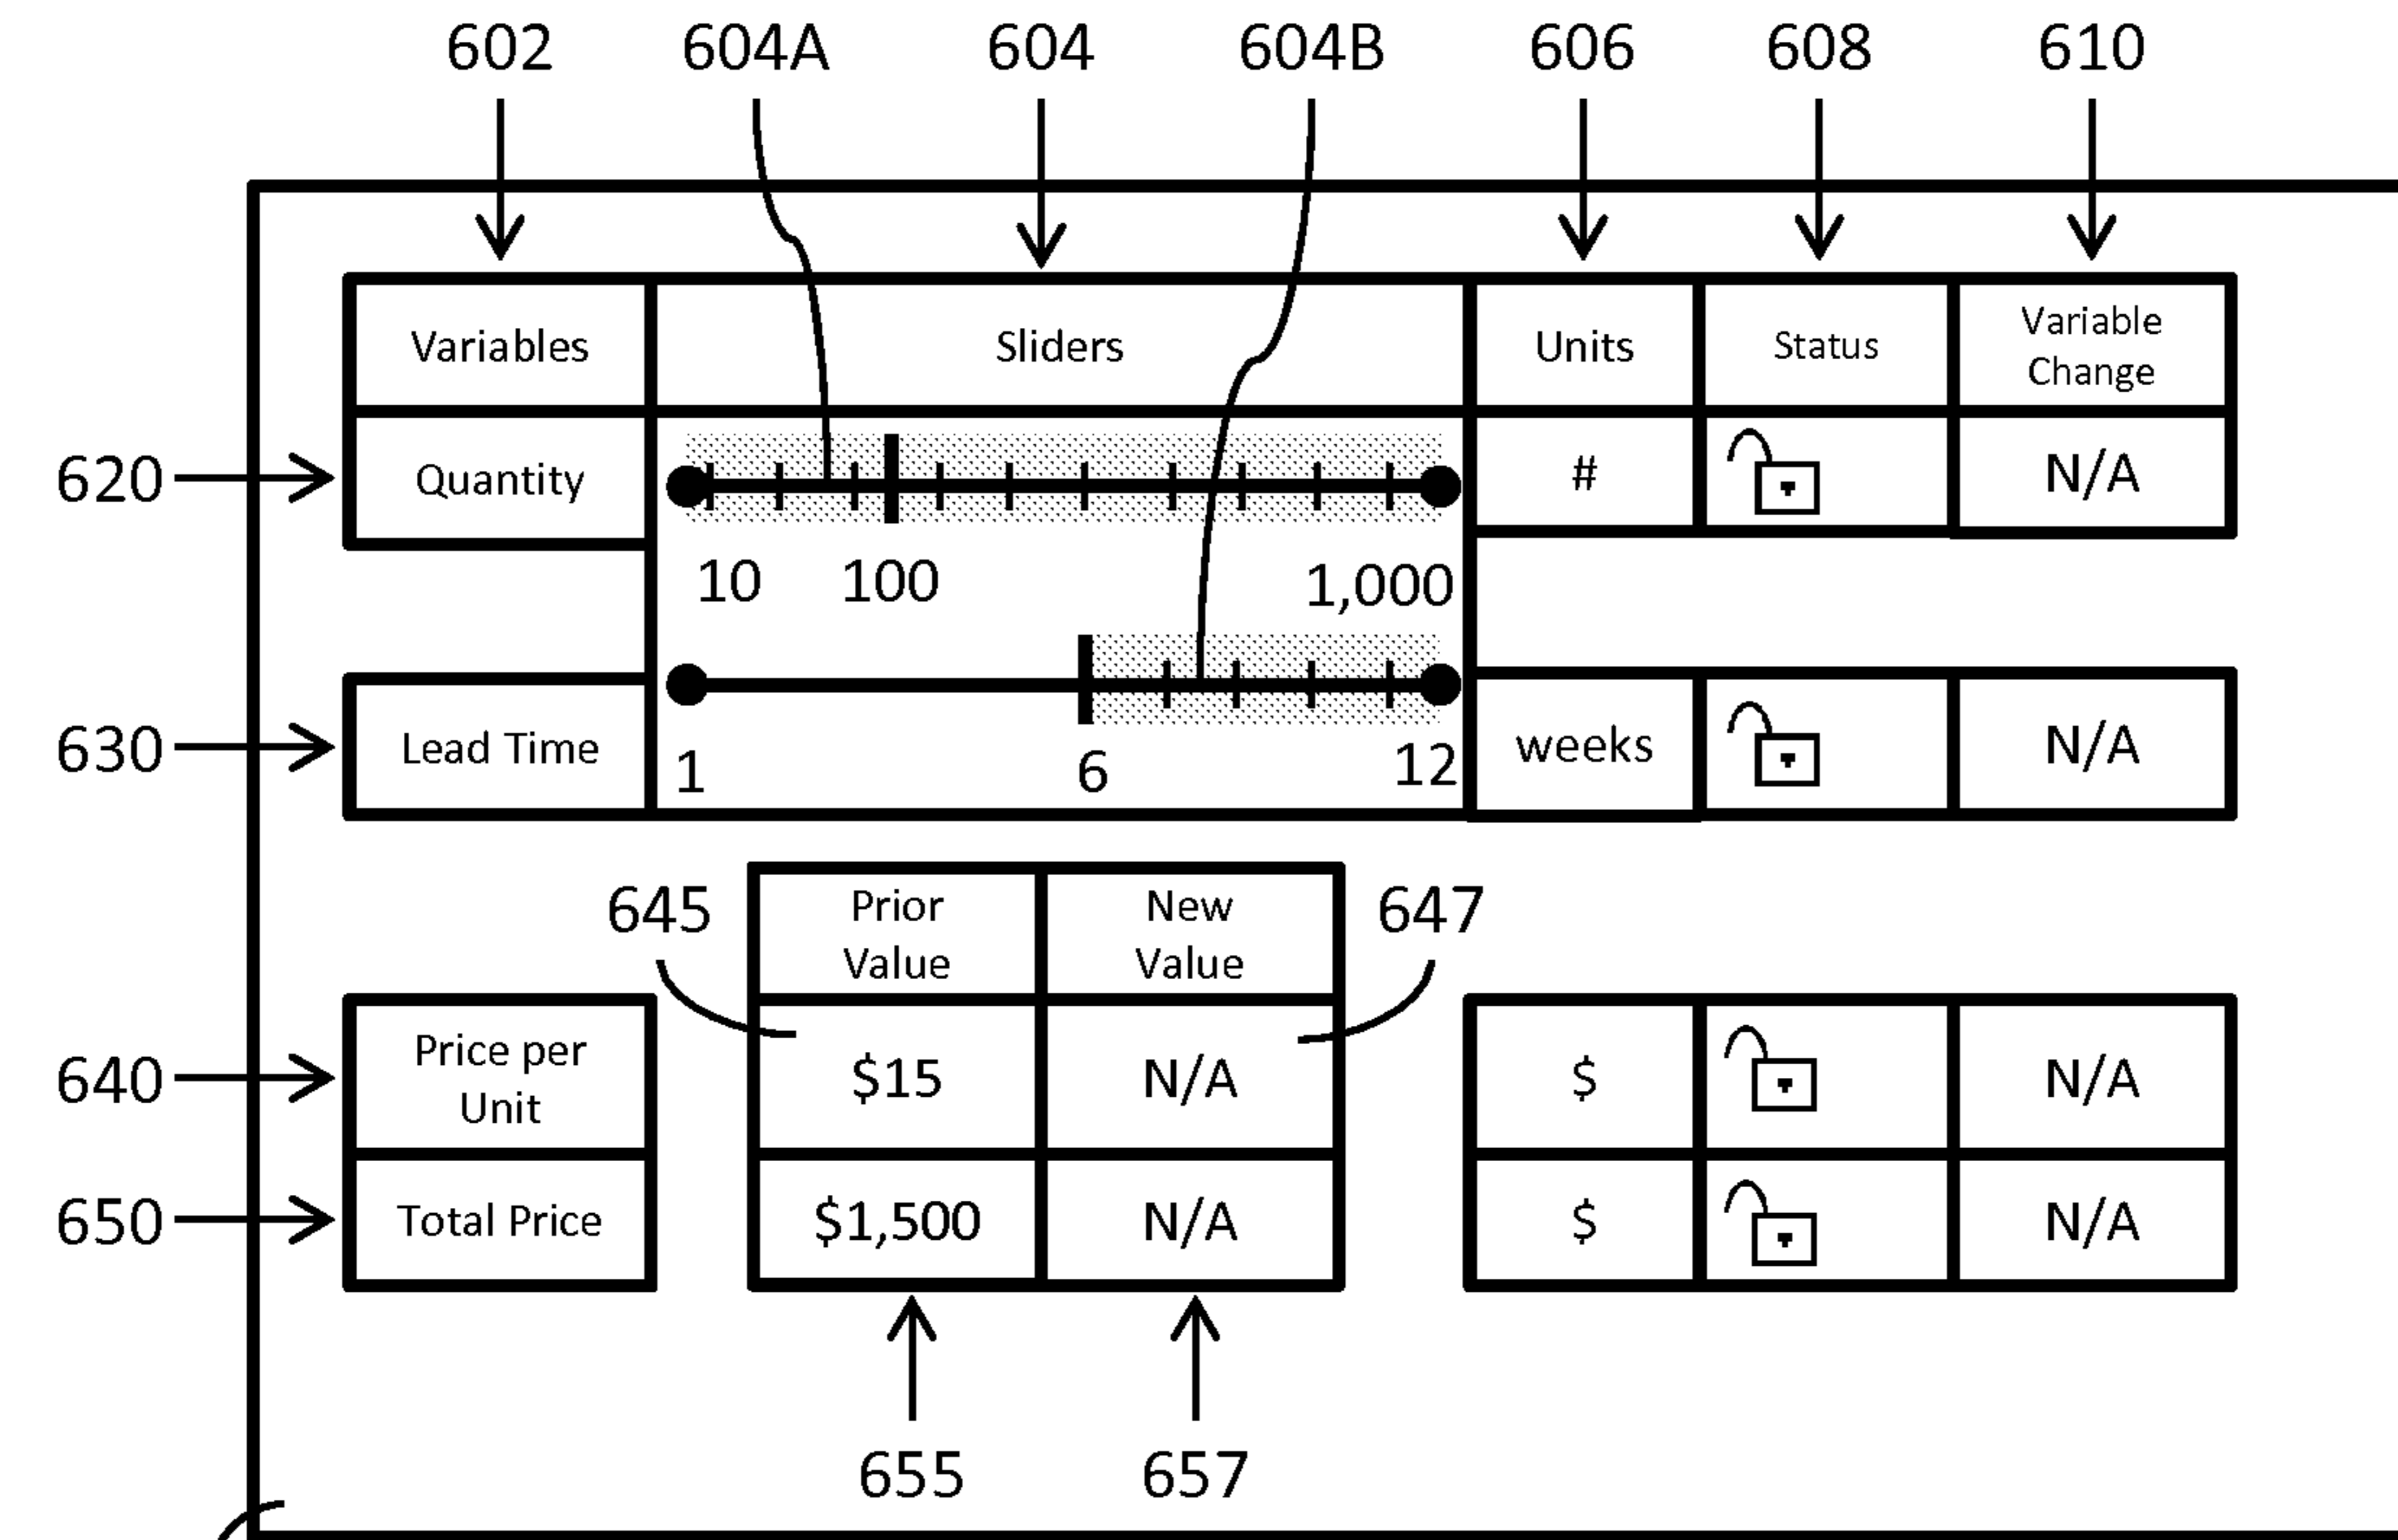 602 604A 604 604B 606 608 610
Variables Sliders Units Status Variable
Change
620 Quantity # N/A
10 100 1,000
630 Lead Time weeks N/A
1 6 12
645 Prior
Value New
Value 647
640 Price per
Unit $15 N/A $ N/A
650 Total Price $1,500 N/A $ N/A
655 657